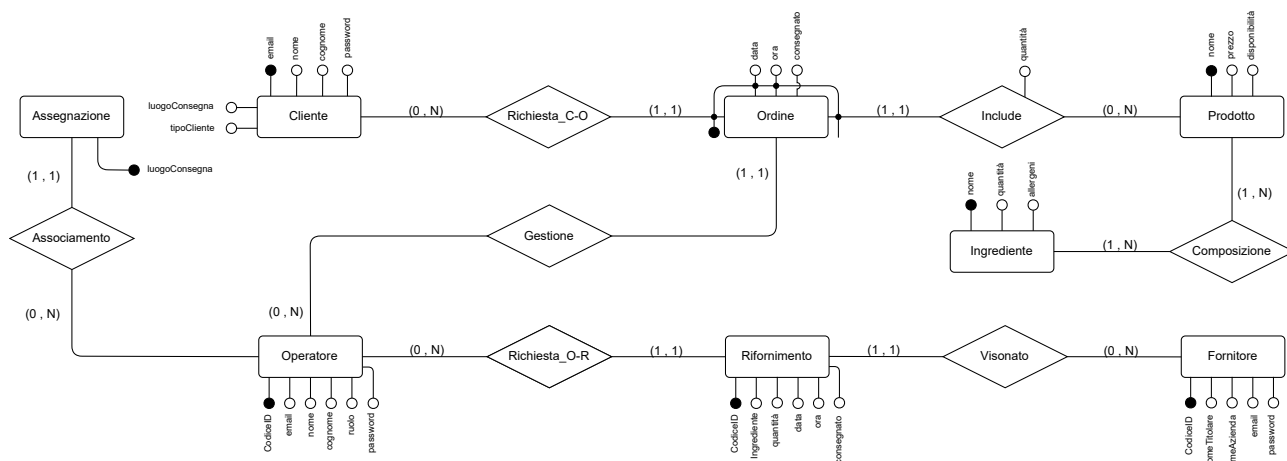 email
nome
cognome
password
data
ora
consegnato
quantità
nome
prezzo
disponibilità
Assegnazione
luogoConsegna
tipoCliente
Cliente
(0 , N)
Richiesta_C-O
(1 , 1)
Ordine
(1 , 1)
Include
(0 , N)
Prodotto
luogoConsegna
(1 , 1)
(1 , 1)
nome
quantità
allergeni
(1 , N)
Associamento
Gestione
Ingrediente
(1 , N)
Composizione
(0 , N)
(0 , N)
Operatore
(0 , N)
Richiesta_O-R
(1 , 1)
Rifornimento
(1 , 1)
Visonato
(0 , N)
Fornitore
CodiceID
email
nome
cognome
ruolo
password
CodiceID
Ingrediente
quantità
data
ora
consegnato
CodiceID
omeTitolare
meAzienda
email
password